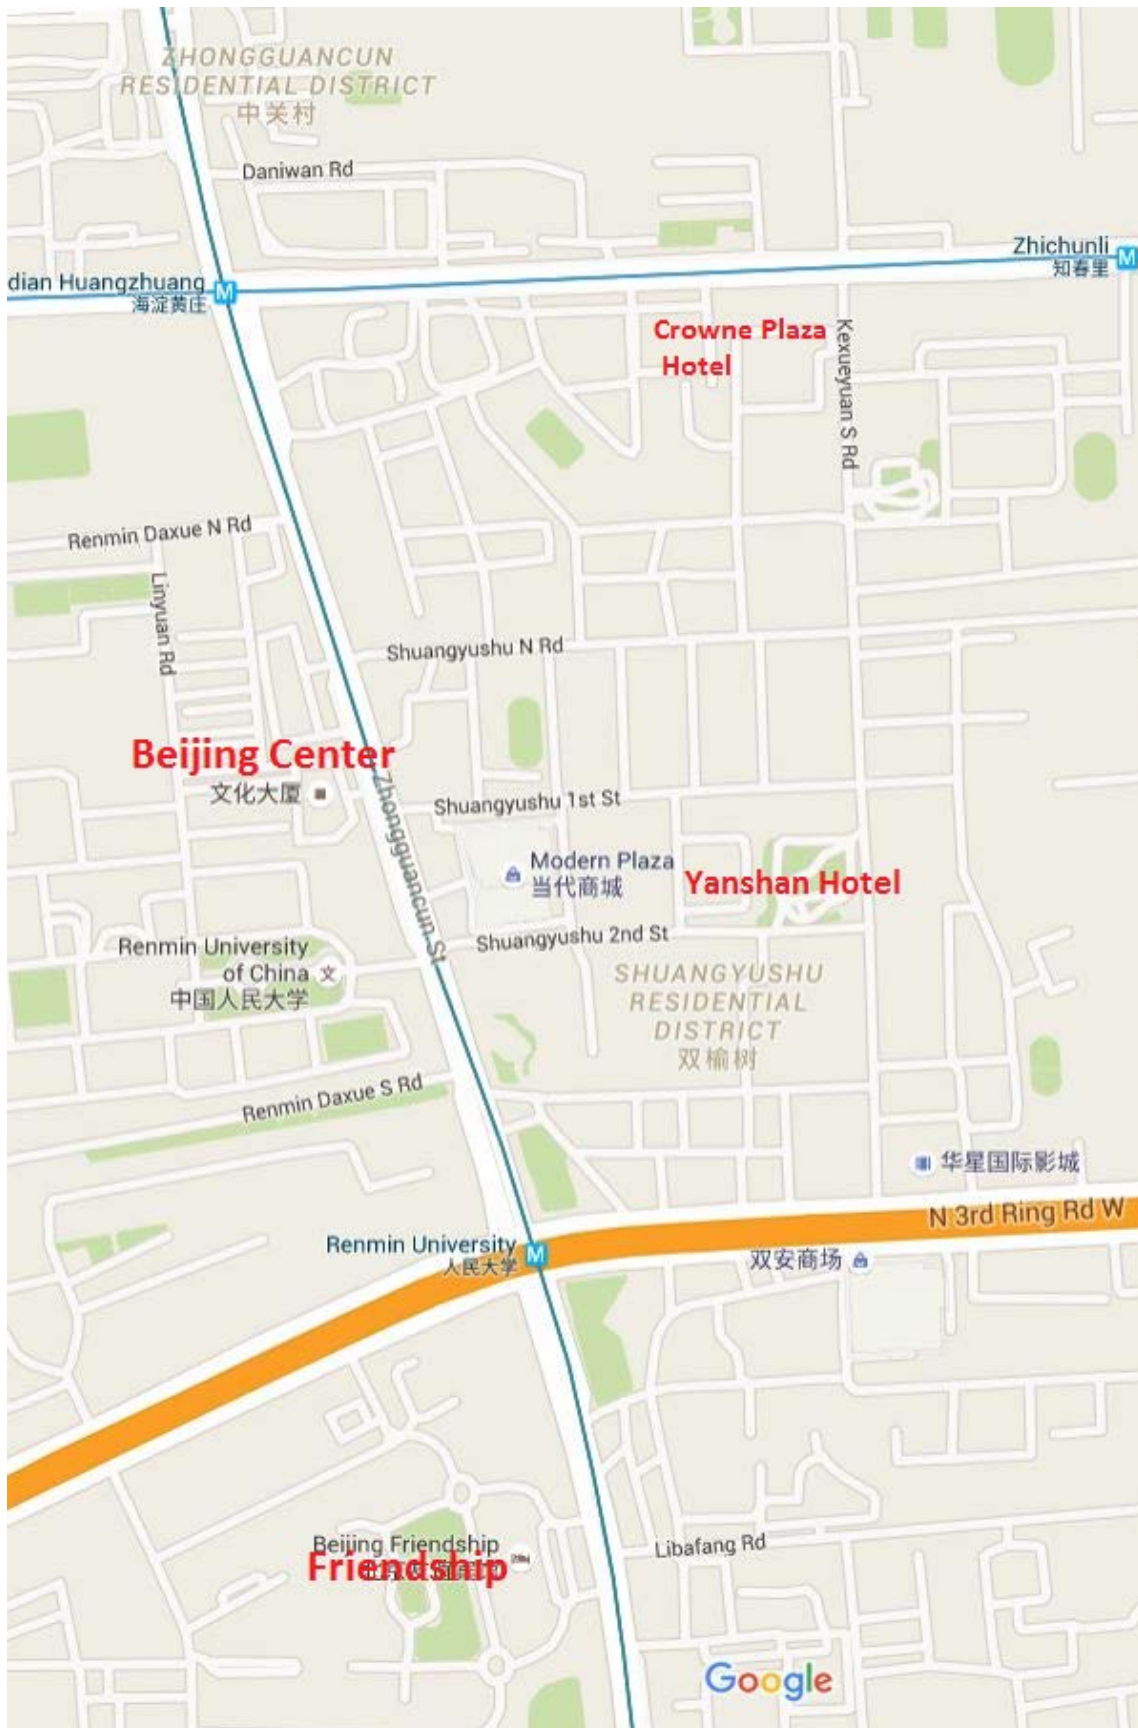 ZHONGGUANCUN
RESIDENTIAL DISTRICT
中关村
Daniwan Rd
Zhichunli
知春里
dian Huangzhuang
海淀黄庄
Crowne Plaza
Hotel
Kexueyuan S Rd
Renmin Daxue N Rd
Linyuan Rd
Shuangyushu N Rd
Beijing Center
文化大厦
Zhongguancun St
Shuangyushu 1st St
Modern Plaza
当代商城
Yanshan Hotel
Shuangyushu 2nd St
Renmin University
of China
文
中国人民大学
SHUANGYUSHU
RESIDENTIAL
DISTRICT
双榆树
Renmin Daxue S Rd
华星国际影城
N 3rd Ring Rd W
Renmin University
人民大学
双安商场
Beijing Friendship
Friendship
Libafang Rd
Google
M
M
M